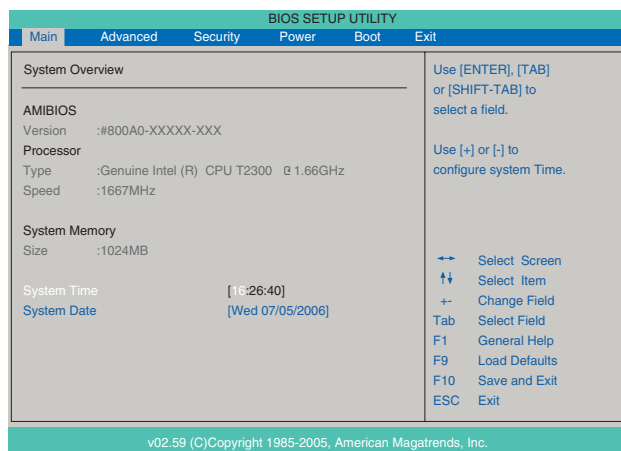 BIOS SETUP UTILITY
Main Advanced Security Power Boot Exit
System Overview
AMIBIOS
Version :#800A0-XXXXX-XXX
Processor
Type :Genuine Intel (R) CPU T2300 @ 1.66GHz
Speed :1667MHz
System Memory
Size :1024MB
System Time [16:26:40]
System Date [Wed 07/05/2006]
Use [ENTER], [TAB]
or [SHIFT-TAB] to
select a field.
Use [+] or [-] to
configure system Time.
↔ Select Screen
↑↓ Select Item
+- Change Field
Tab Select Field
F1 General Help
F9 Load Defaults
F10 Save and Exit
ESC Exit
v02.59 (C)Copyright 1985-2005, American Magatrends, Inc.